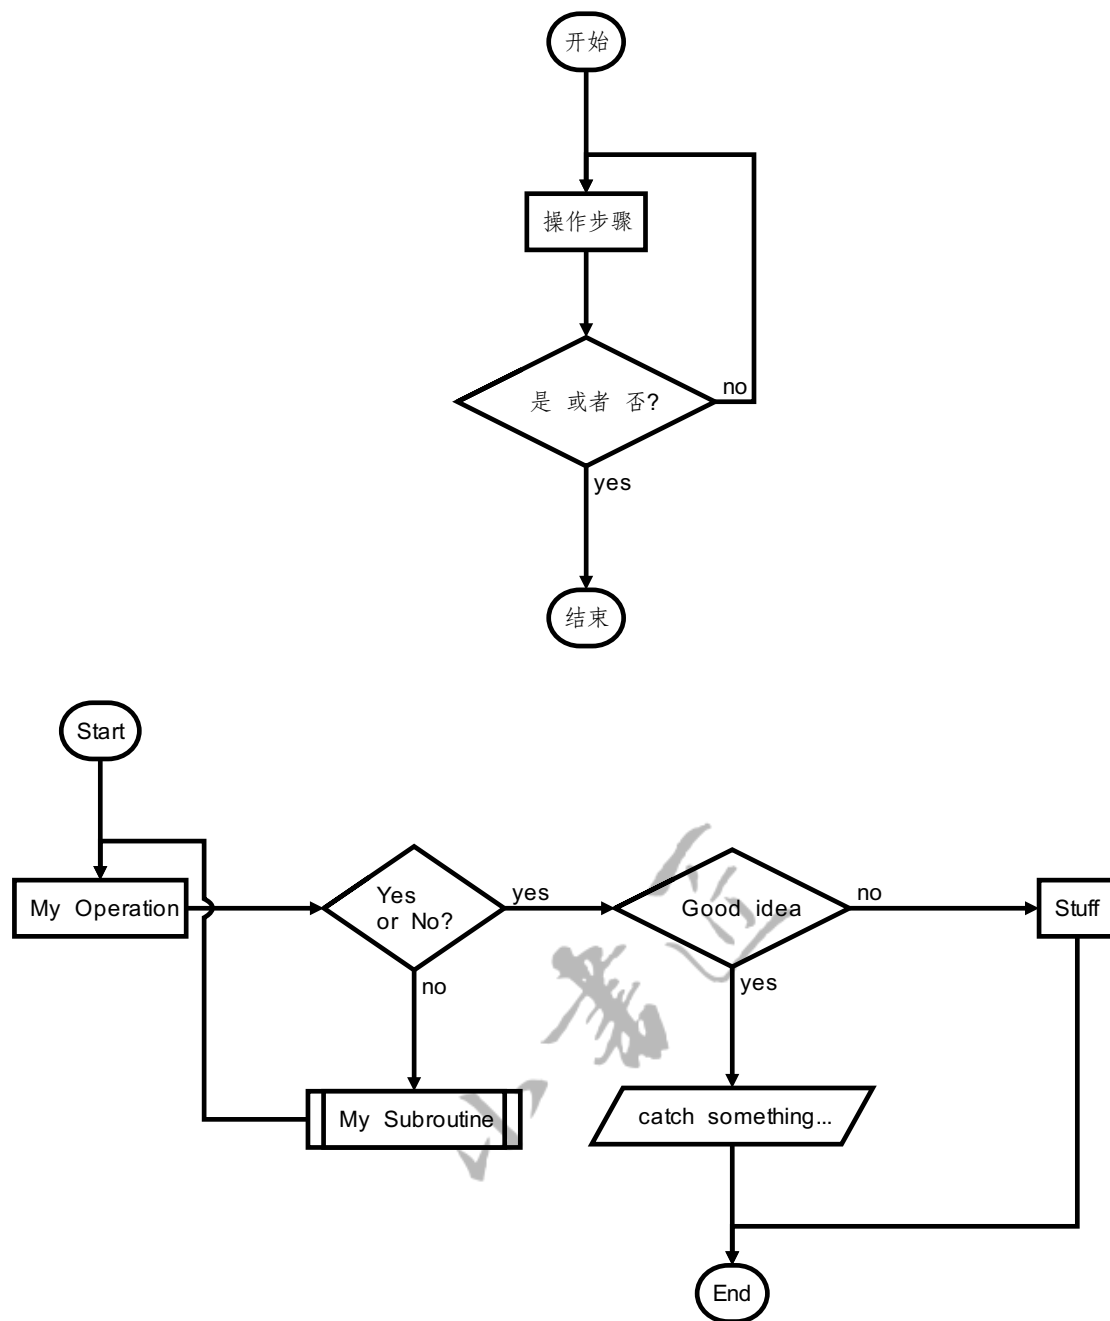 开始
操作步骤
是 或者 否?
no
yes
结束
Start
My Operation
Yes
or No?
yes
Good idea
no
Stuff
no
yes
My Subroutine
catch something...
End